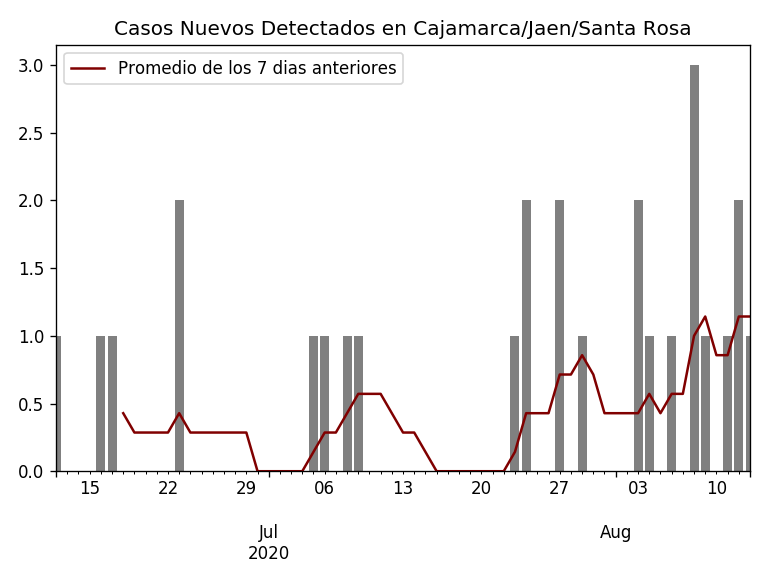 Casos Nuevos Detectados en Cajamarca/Jaen/Santa Rosa
Promedio de los 7 dias anteriores
3.0
2.5
2.0
1.5
1.0
0.5
0.0
15 22 29 06 13 20 27 03 10
Jul Aug
2020